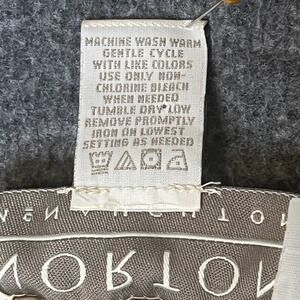 MACHINE WASH WARM
GENTLE CYCLE
WITH LIKE COLORS
USE ONLY NON-
CHLORINE BLEACH
WHEN NEEDED
TUMBLE DRY LOW
REMOVE PROMPTLY
IRON ON LOWEST
SETTING AS NEEDED
NORTON